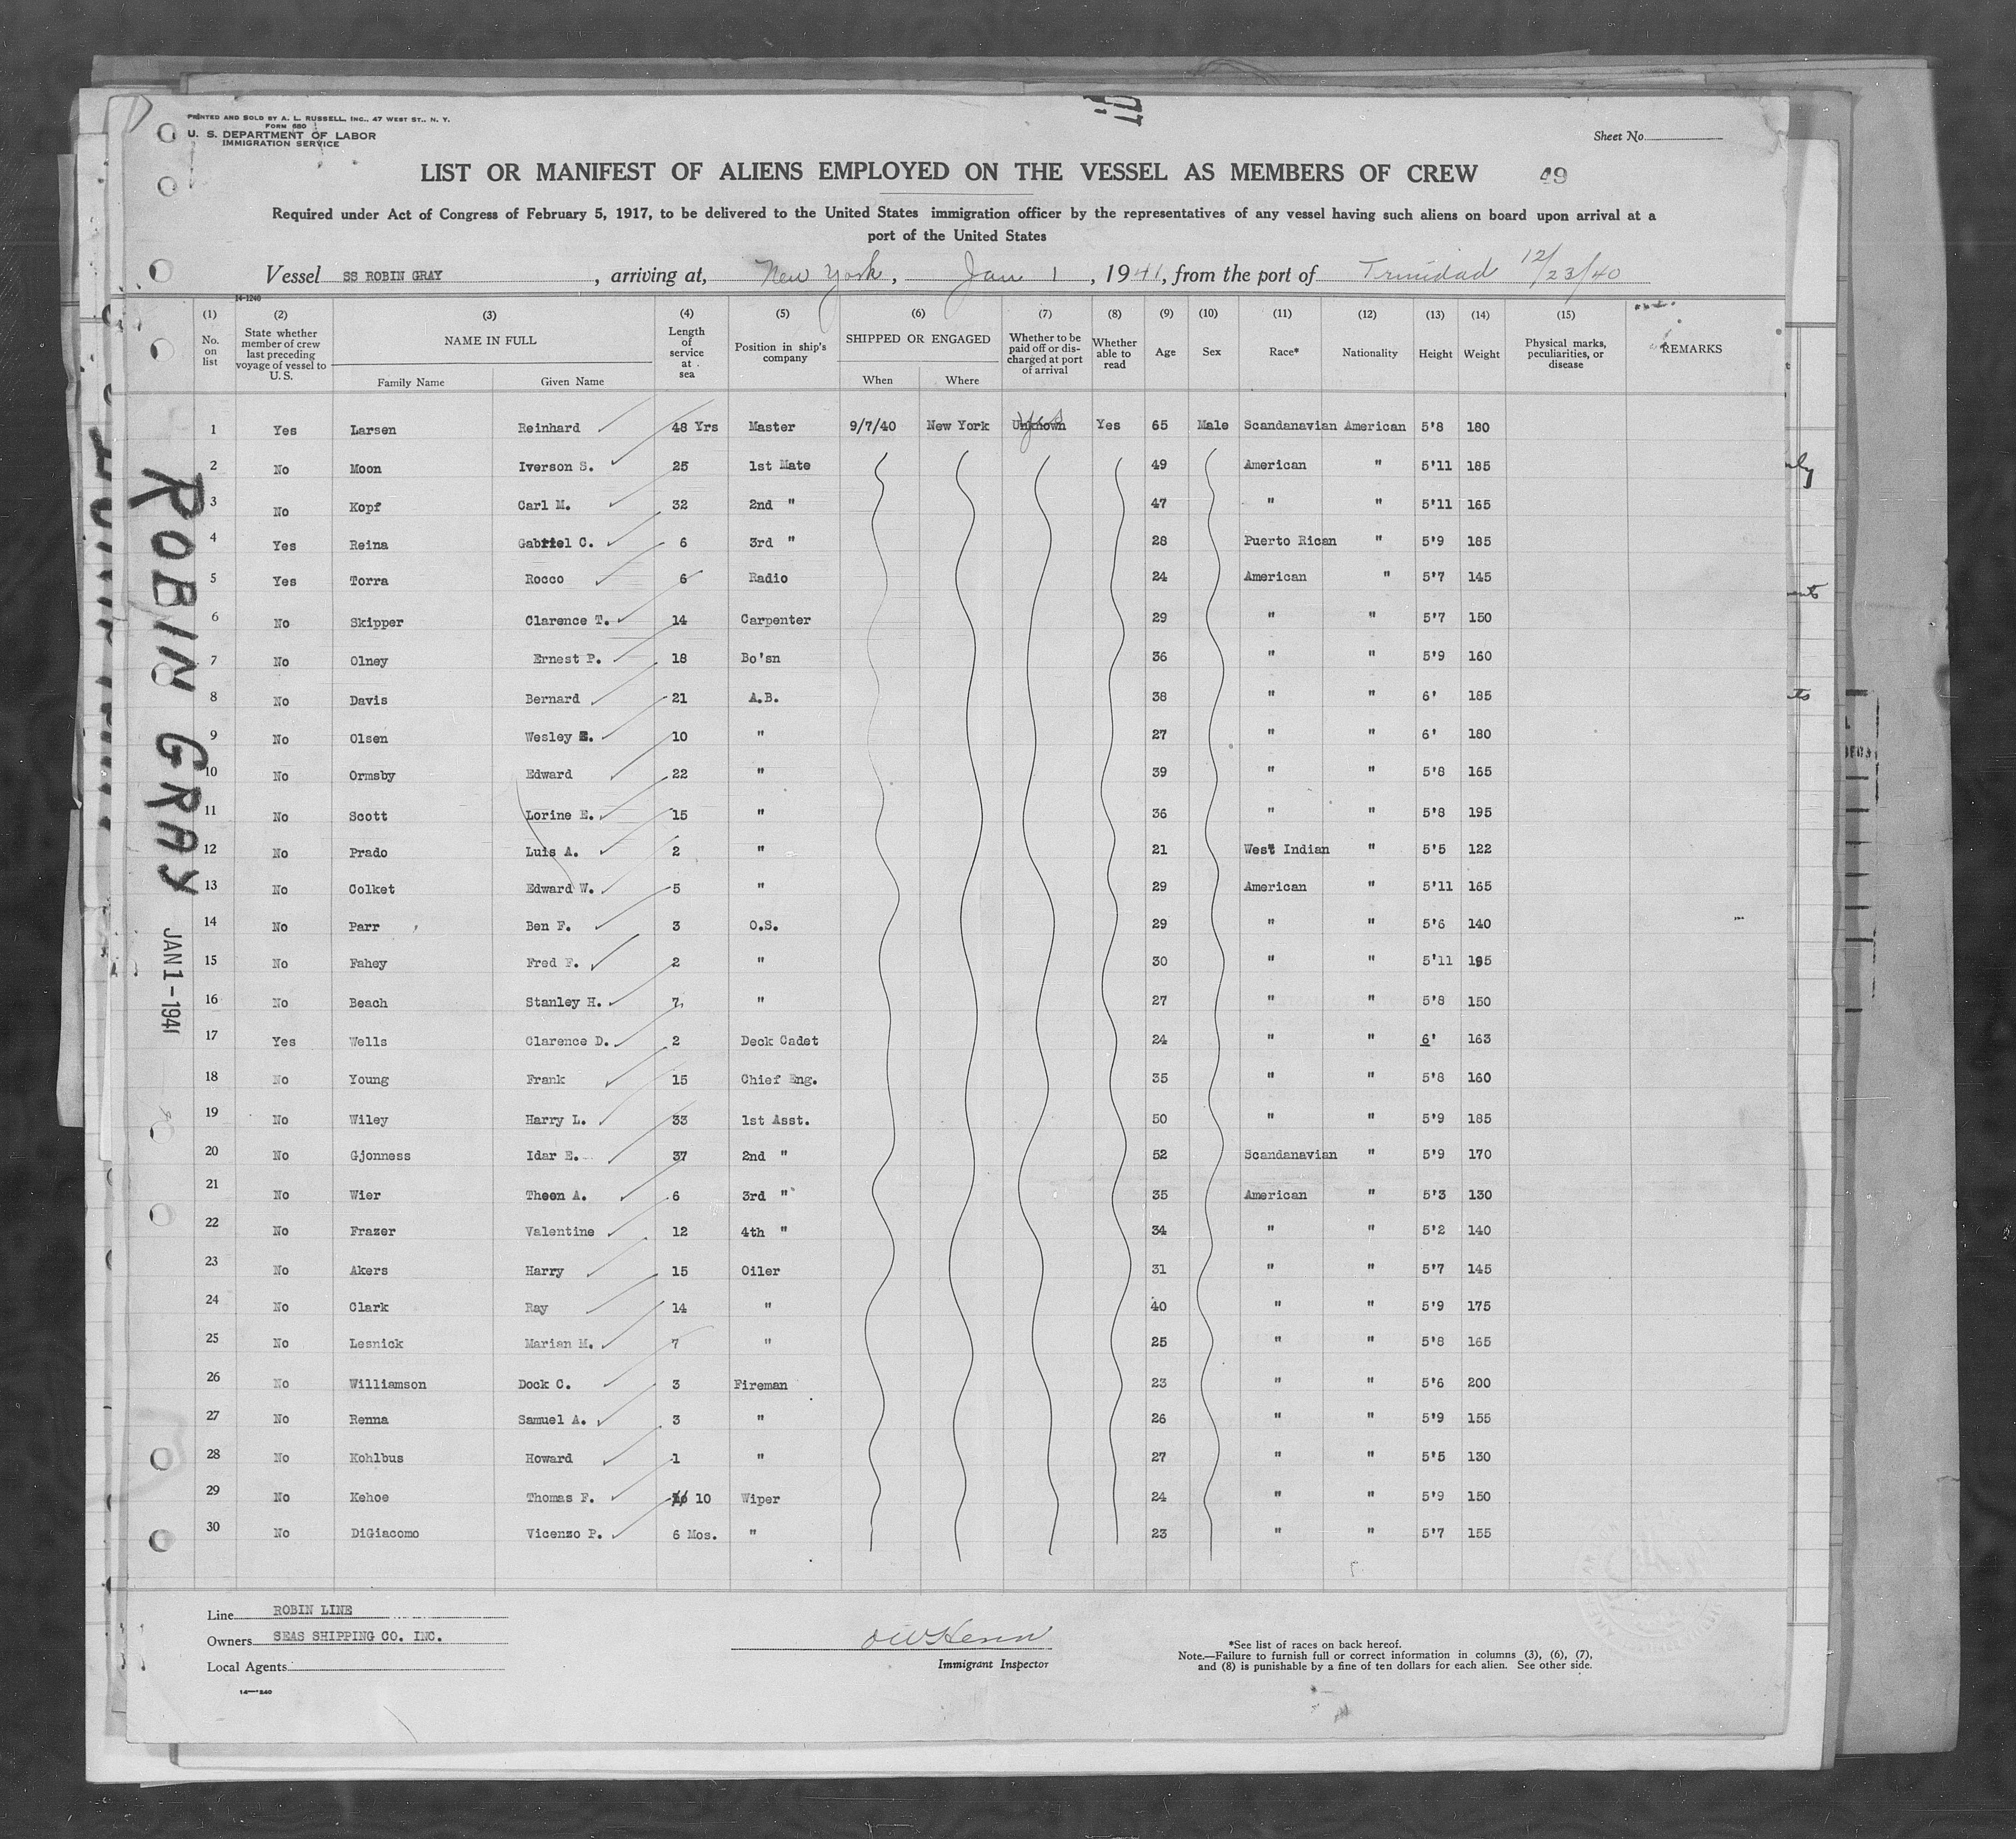 PRINTED AND SOLD BY A. L. RUSSELL, INC., 47 WEST ST., N. Y.
FORM 680
U. S. DEPARTMENT OF LABOR
IMMIGRATION SERVICE
Sheet No.
LIST OR MANIFEST OF ALIENS EMPLOYED ON THE VESSEL AS MEMBERS OF CREW 49
Required under Act of Congress of February 5, 1917, to be delivered to the United States immigration officer by the representatives of any vessel having such aliens on board upon arrival at a
port of the United States
Vessel SS ROBIN GRAY, arriving at, New York, Jan 1, 1941, from the port of Trinidad 12/23/40
14-1240
(1) No. on list
(2) State whether member of crew last preceding voyage of vessel to U. S.
(3) NAME IN FULL Family Name Given Name
(4) Length of service at sea
(5) Position in ship's company
(6) SHIPPED OR ENGAGED When Where
(7) Whether to be paid off or discharged at port of arrival
(8) Whether able to read
(9) Age
(10) Sex
(11) Race*
(12) Nationality
(13) Height
(14) Weight
(15) Physical marks, peculiarities, or disease
REMARKS
1 Yes Larsen Reinhard 48 Yrs Master 9/7/40 New York Unknown yes Yes 65 Male Scandanavian American 5'8 180
2 No Moon Iverson S. 25 1st Mate 49 American " 5'11 185
3 No Kopf Carl M. 32 2nd " 47 " " 5'11 165
4 Yes Reina Gabriel C. 6 3rd " 28 Puerto Rican " 5'9 185
5 Yes Torra Rocco 6 Radio 24 American " 5'7 145
6 No Skipper Clarence T. 14 Carpenter 29 " " 5'7 150
7 No Olney Ernest P. 18 Bo'sn 36 " " 5'9 160
8 No Davis Bernard 21 A.B. 38 " " 6' 185
9 No Olsen Wesley E. 10 " 27 " " 6' 180
10 No Ormsby Edward 22 " 39 " " 5'8 165
11 No Scott Lorine E. 15 " 36 " " 5'8 195
12 No Prado Luis A. 2 " 21 West Indian " 5'5 122
13 No Colket Edward W. 5 " 29 American " 5'11 165
14 No Parr Ben F. 3 O.S. 29 " " 5'6 140
15 No Fahey Fred F. 2 " 30 " " 5'11 195
16 No Beach Stanley H. 7 " 27 " " 5'8 150
17 Yes Wells Clarence D. 2 Deck Cadet 24 " " 6' 163
18 No Young Frank 15 Chief Eng. 35 " " 5'8 160
19 No Wiley Harry L. 33 1st Asst. 50 " " 5'9 185
20 No Gjonness Idar E. 37 2nd " 52 Scandanavian " 5'9 170
21 No Wier Theon A. 6 3rd " 35 American " 5'3 130
22 No Frazer Valentine 12 4th " 34 " " 5'2 140
23 No Akers Harry 15 Oiler 31 " " 5'7 145
24 No Clark Ray 14 " 40 " " 5'9 175
25 No Lesnick Marian M. 7 " 25 " " 5'8 165
26 No Williamson Dock C. 3 Fireman 23 " " 5'6 200
27 No Renna Samuel A. 3 " 26 " " 5'9 155
28 No Kohlbus Howard 1 " 27 " " 5'5 130
29 No Kehoe Thomas F. 10 Wiper 24 " " 5'9 150
30 No DiGiacomo Vicenzo P. 6 Mos. " 23 " " 5'7 155
ROBIN GRAY
JAN 1 - 1941
Line ROBIN LINE
Owners SEAS SHIPPING CO. INC.
Local Agents
Immigrant Inspector
*See list of races on back hereof.
Note.—Failure to furnish full or correct information in columns (3), (6), (7),
and (8) is punishable by a fine of ten dollars for each alien. See other side.